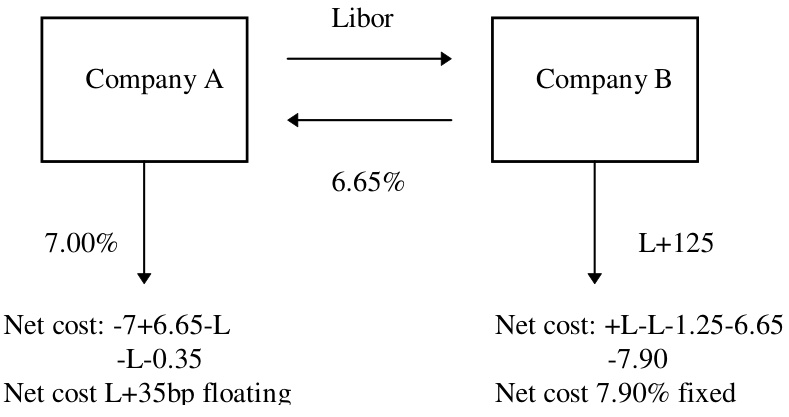 Libor
Company A
Company B
6.65%
7.00%
L+125
Net cost: -7+6.65-L
-L-0.35
Net cost L+35bp floating
Net cost: +L-L-1.25-6.65
-7.90
Net cost 7.90% fixed